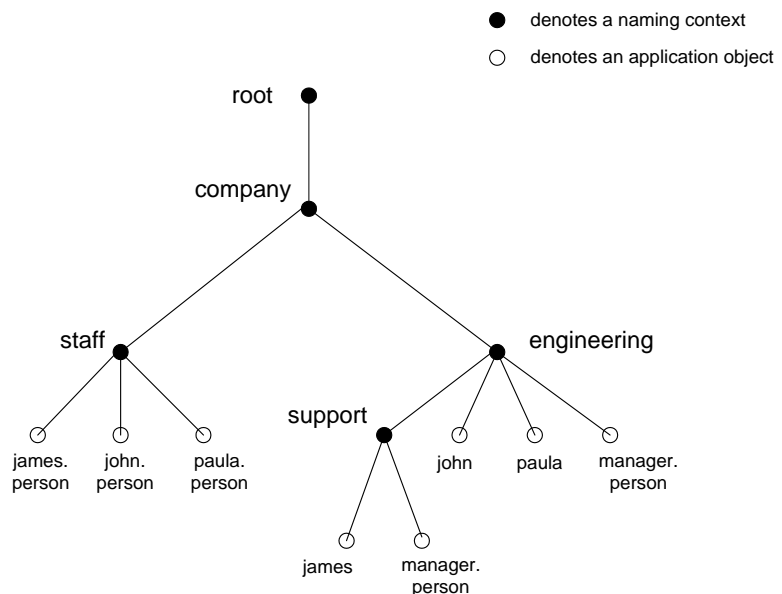 denotes a naming context
denotes an application object
root
company
staff
engineering
support
james.
person
john.
person
paula.
person
john
paula
manager.
person
james
manager.
person